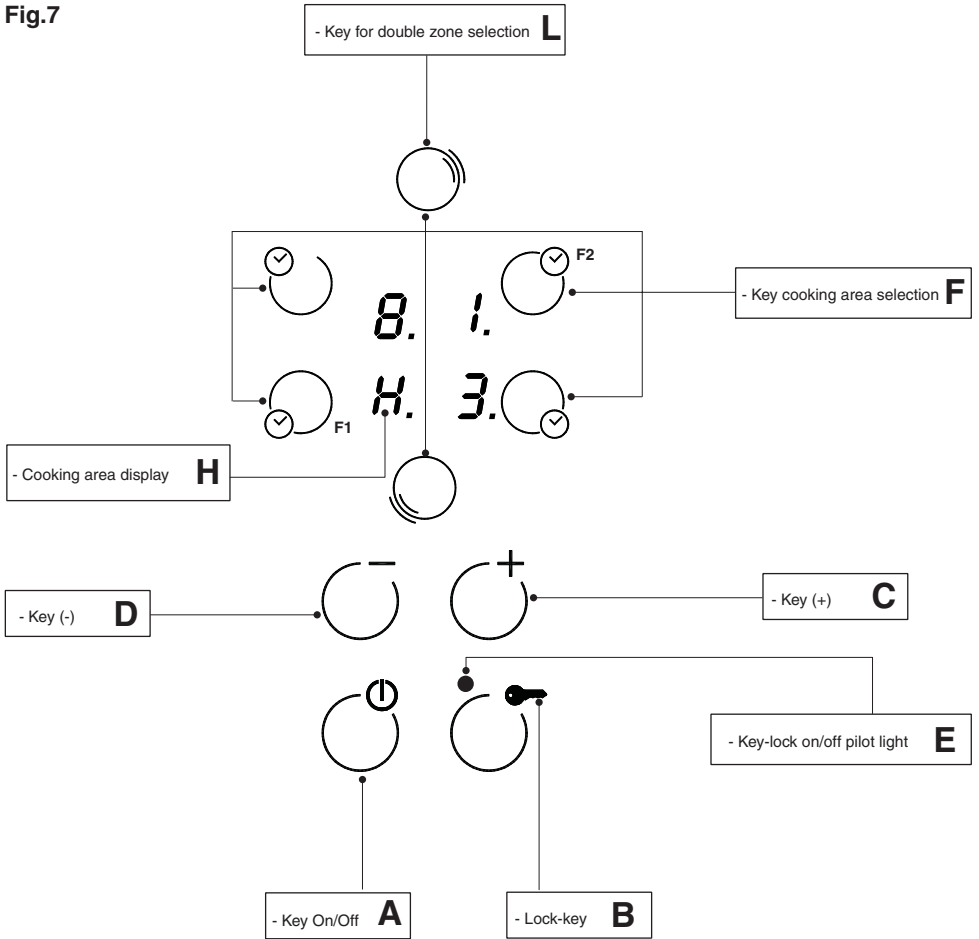 Fig.7
- Key for double zone selection L
F2
- Key cooking area selection F
8. 1.
H. 3.
F1
- Cooking area display H
- Key (-) D
- Key (+) C
- Key-lock on/off pilot light E
- Key On/Off A
- Lock-key B